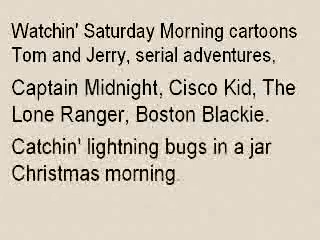 Watchin' Saturday Morning cartoons
Tom and Jerry, serial adventures,
Captain Midnight, Cisco Kid, The
Lone Ranger, Boston Blackie.
Catchin' lightning bugs in a jar
Christmas morning.